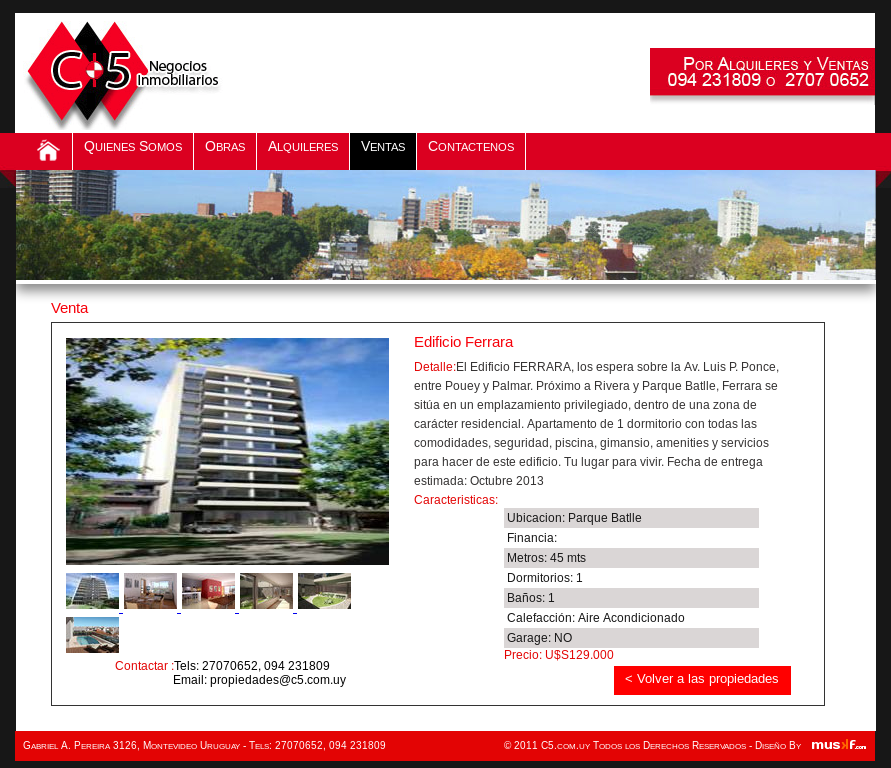 C5 Negocios
Inmobiliarios
Por Alquileres y Ventas
094 231809 o 2707 0652
Quienes Somos Obras Alquileres Ventas Contactenos
Venta
Edificio Ferrara
Detalle:El Edificio FERRARA, los espera sobre la Av. Luis P. Ponce,
entre Pouey y Palmar. Próximo a Rivera y Parque Batlle, Ferrara se
sitúa en un emplazamiento privilegiado, dentro de una zona de
carácter residencial. Apartamento de 1 dormitorio con todas las
comodidades, seguridad, piscina, gimansio, amenities y servicios
para hacer de este edificio. Tu lugar para vivir. Fecha de entrega
estimada: Octubre 2013
Caracteristicas:
Ubicacion: Parque Batlle
Financia:
Metros: 45 mts
Dormitorios: 1
Baños: 1
Calefacción: Aire Acondicionado
Garage: NO
Precio: U$S129.000
Contactar :Tels: 27070652, 094 231809
Email: propiedades@c5.com.uy
< Volver a las propiedades
Gabriel A. Pereira 3126, Montevideo Uruguay - Tels: 27070652, 094 231809
© 2011 C5.com.uy Todos los Derechos Reservados - Diseño By muskf.com